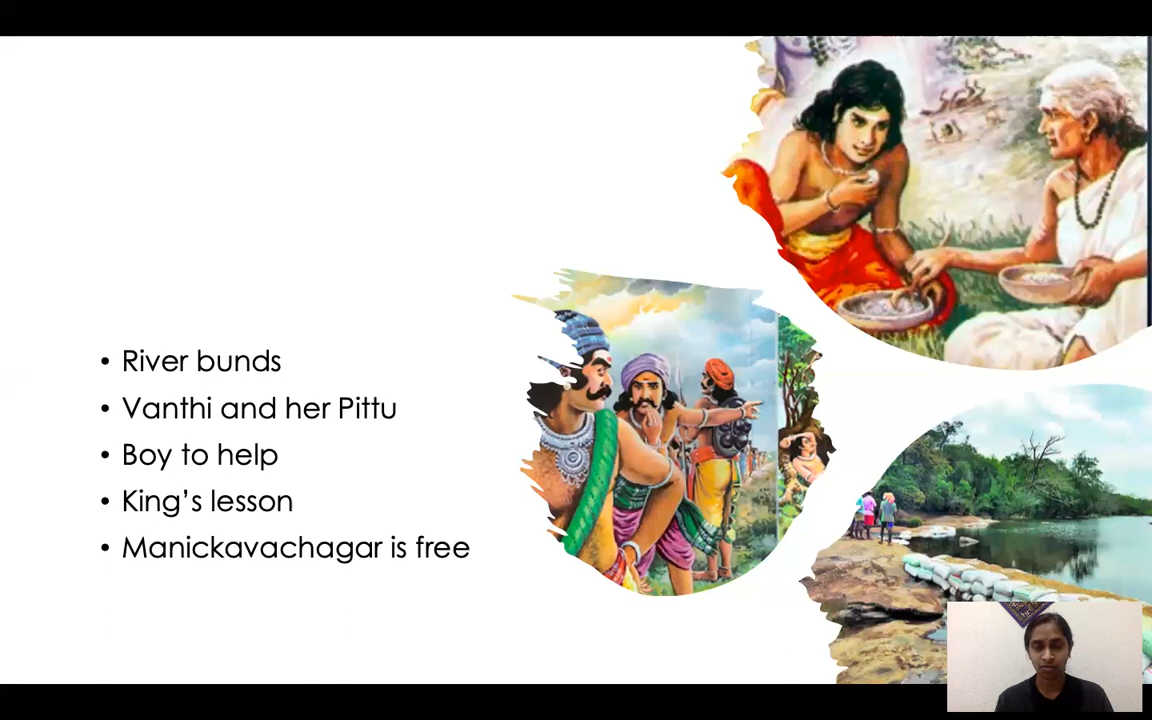 • River bunds
• Vanthi and her Pittu
• Boy to help
• King’s lesson
• Manickavachagar is free